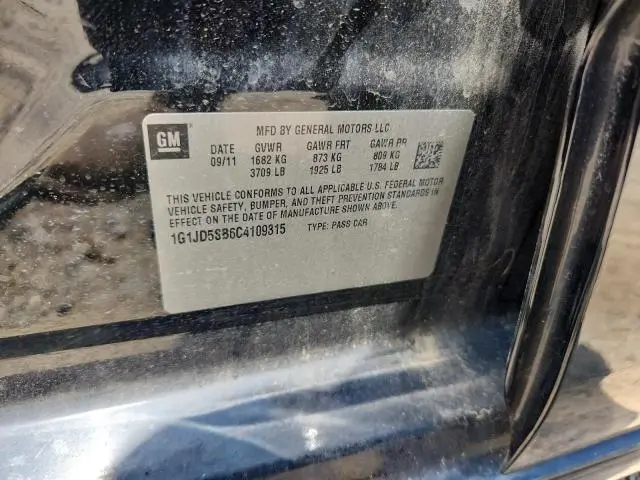 GM
MFD BY GENERAL MOTORS LLC
DATE GVWR GAWR FRT GAWR RR
09/11 1682 KG 873 KG 809 KG
3709 LB 1925 LB 1784 LB
THIS VEHICLE CONFORMS TO ALL APPLICABLE U.S. FEDERAL MOTOR
VEHICLE SAFETY, BUMPER, AND THEFT PREVENTION STANDARDS IN
EFFECT ON THE DATE OF MANUFACTURE SHOWN ABOVE.
1G1JD5SB6C4109315 TYPE: PASS CAR